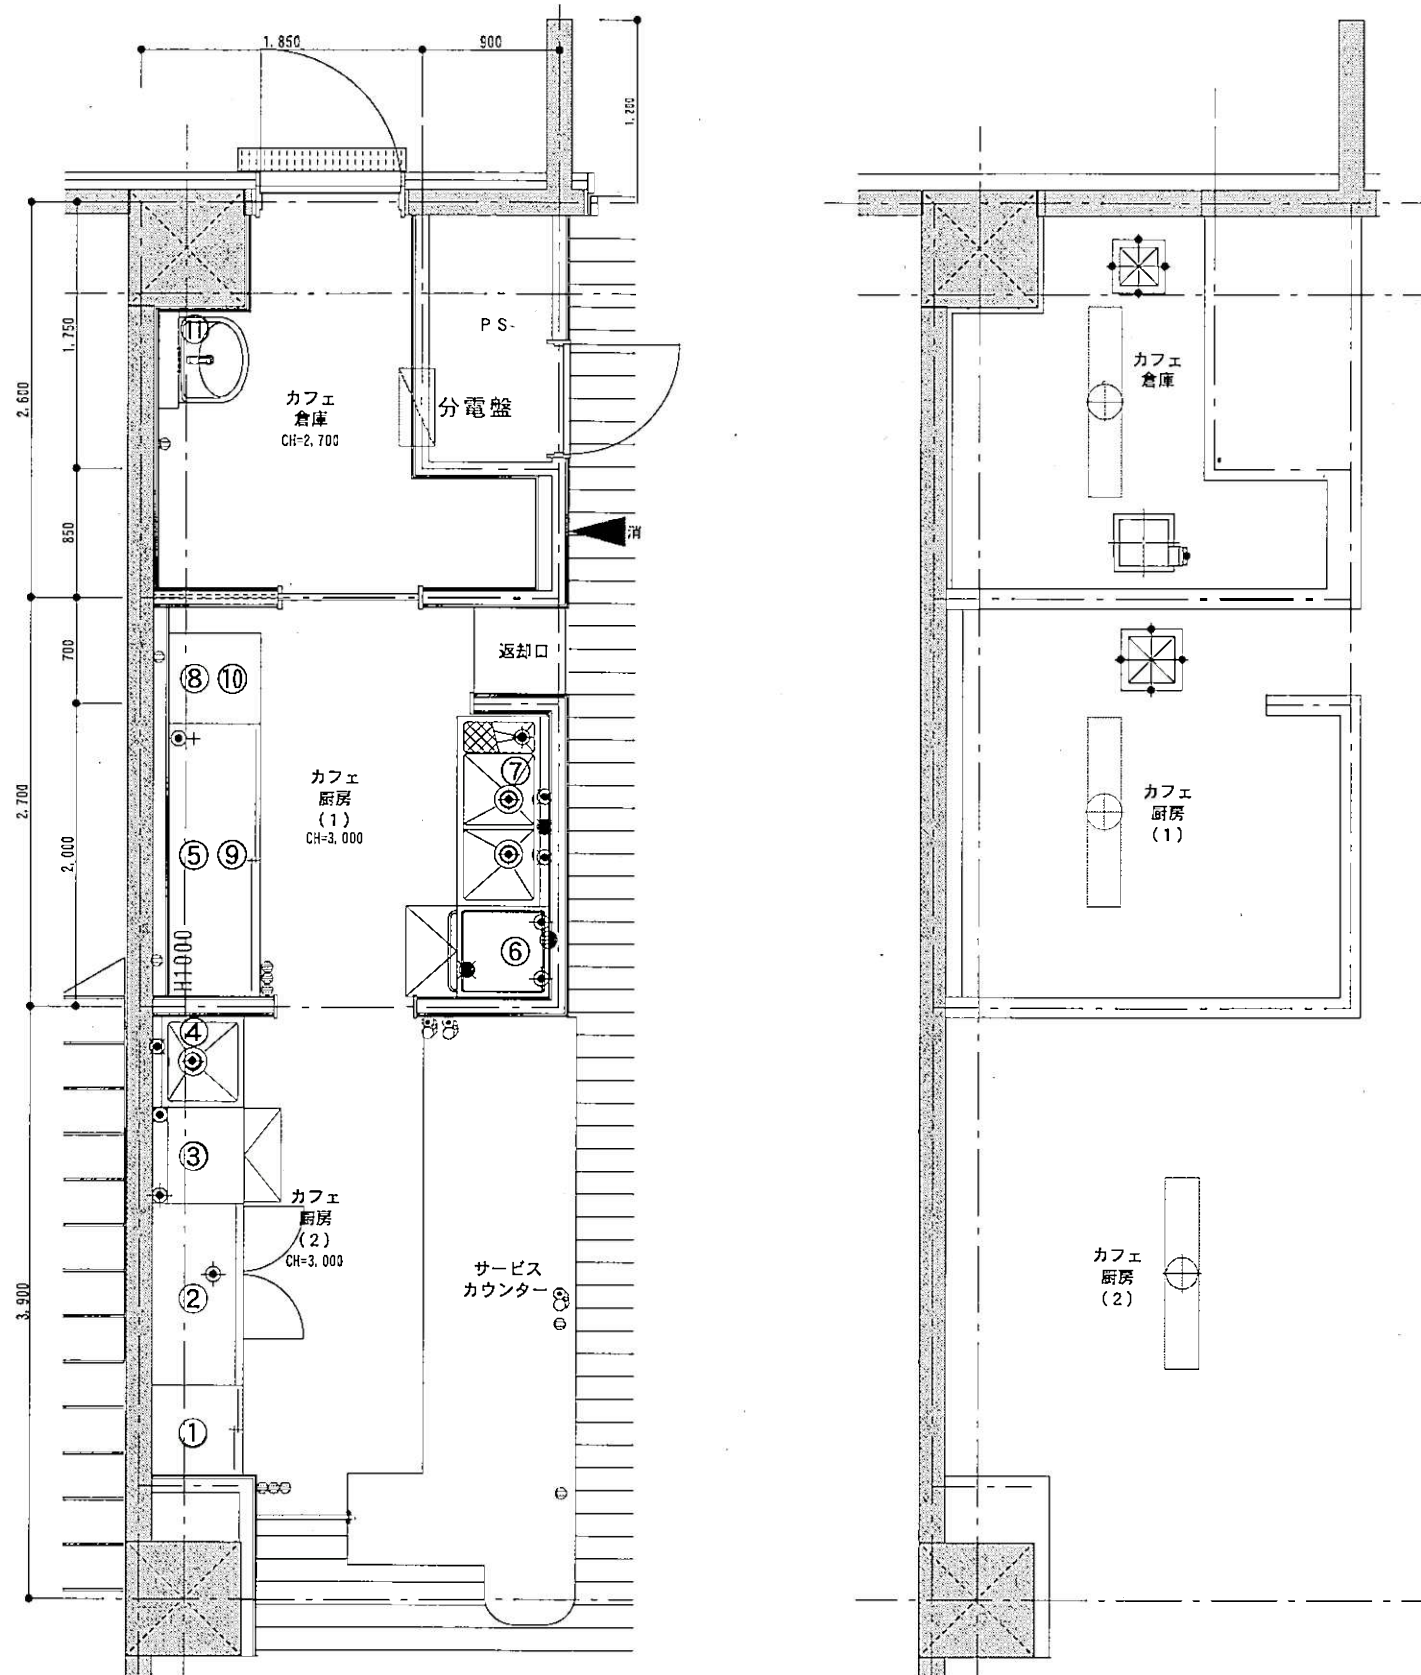 1,850
900
1,200
2,600
1,750
850
700
2,700
2,000
3,900
PS
⑪
カフェ
倉庫
CH=2,700
分電盤
消
返却口
⑧ ⑩
⑦
カフェ
厨房
(1)
CH=3,000
⑤ ⑨
⑥
H1000
④
③
カフェ
厨房
(2)
CH=3,000
②
①
サービス
カウンター
カフェ
倉庫
カフェ
厨房
(1)
カフェ
厨房
(2)